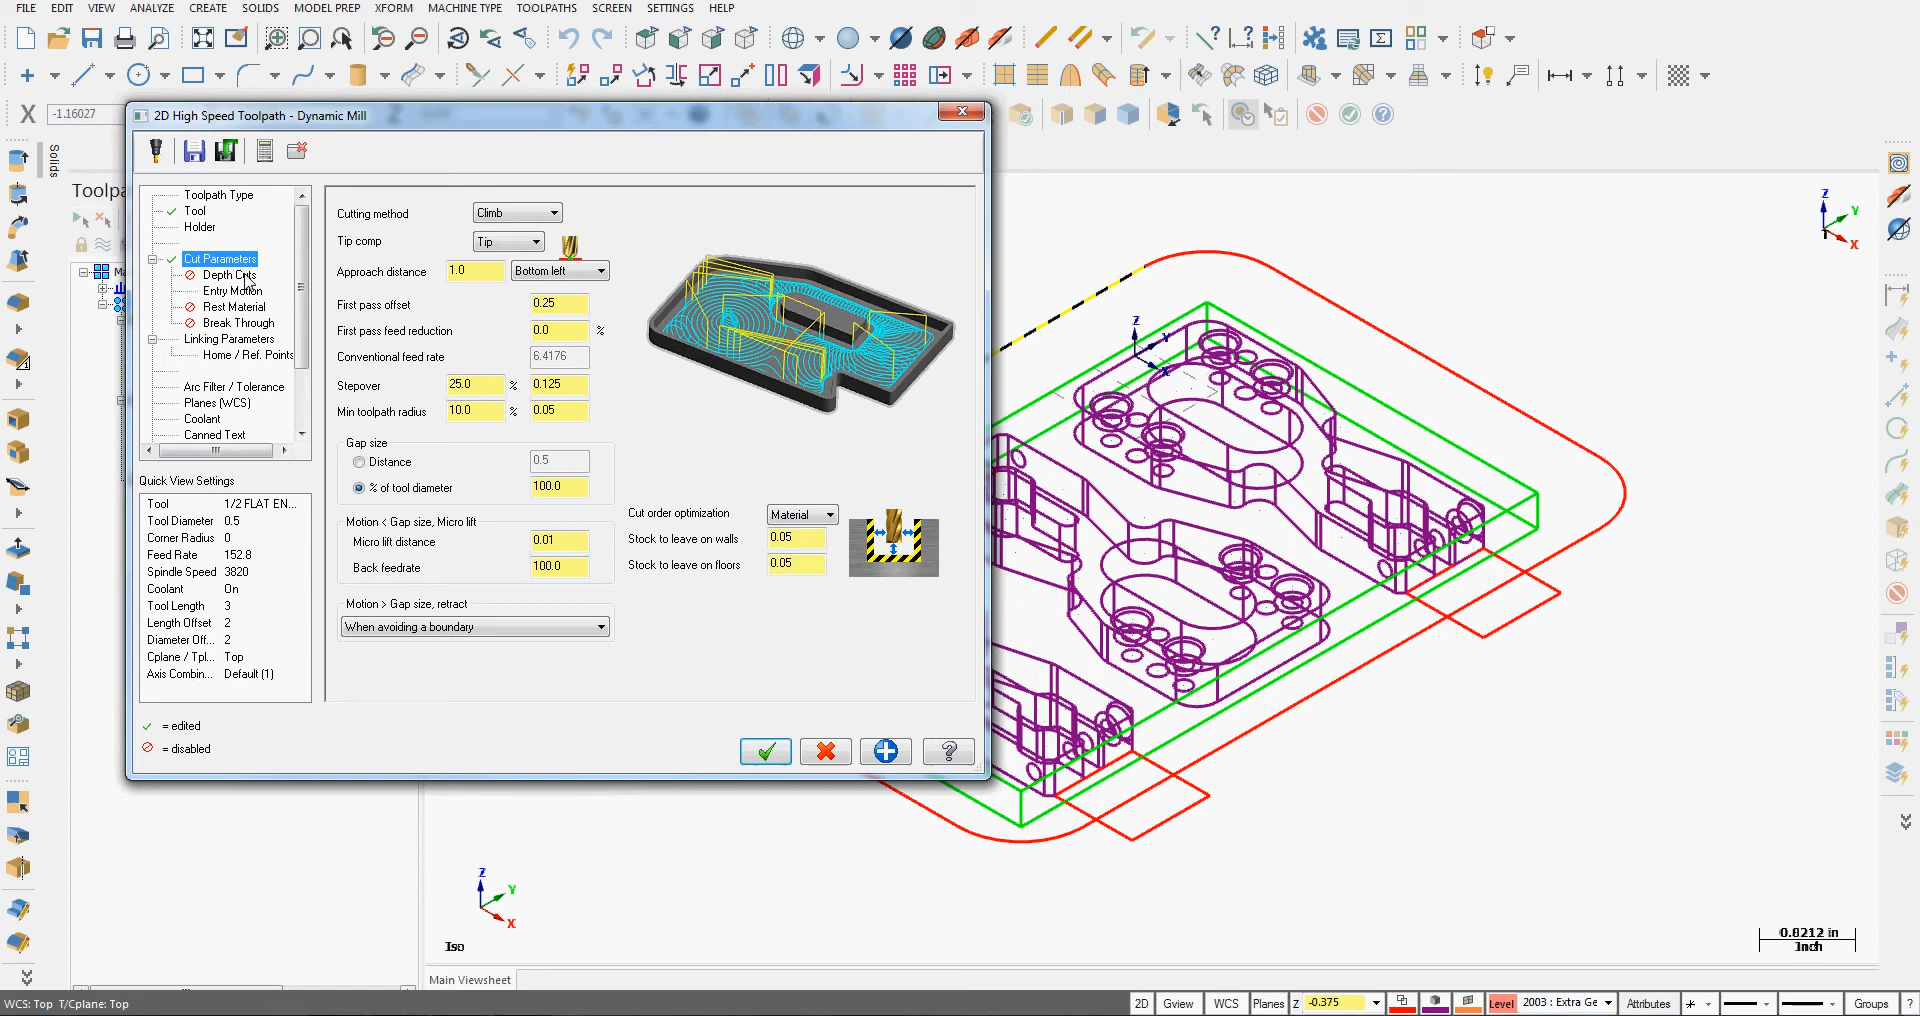 FILE EDIT VIEW ANALYZE CREATE SOLIDS MODEL PREP XFORM MACHINE TYPE TOOLPATHS SCREEN SETTINGS HELP
X -1.16027
2D High Speed Toolpath - Dynamic Mill
Solids
Toolpa
Toolpath Type
Tool
Holder
Cut Parameters
Depth Cuts
Entry Motion
Rest Material
Break Through
Linking Parameters
Home / Ref. Points
Arc Filter / Tolerance
Planes (WCS)
Coolant
Canned Text
Ma
Cutting method Climb
Tip comp Tip
Approach distance 1.0 Bottom left
First pass offset 0.25
First pass feed reduction 0.0 %
Conventional feed rate 6.4176
Stepover 25.0 % 0.125
Min toolpath radius 10.0 % 0.05
Gap size
Distance 0.5
% of tool diameter 100.0
Motion < Gap size, Micro lift
Micro lift distance 0.01
Back feedrate 100.0
Motion > Gap size, retract
When avoiding a boundary
Cut order optimization Material
Stock to leave on walls 0.05
Stock to leave on floors 0.05
Quick View Settings
Tool 1/2 FLAT EN...
Tool Diameter 0.5
Corner Radius 0
Feed Rate 152.8
Spindle Speed 3820
Coolant On
Tool Length 3
Length Offset 2
Diameter Off... 2
Cplane / Tpl... Top
Axis Combin... Default (1)
= edited
= disabled
Z
Y
X
Z
Y
X
Z
Y
X
Iso
0.8212 in
Inch
Main Viewsheet
WCS: Top T/Cplane: Top
2D Gview WCS Planes Z -0.375 Level 2003 : Extra Ge Attributes Groups ?